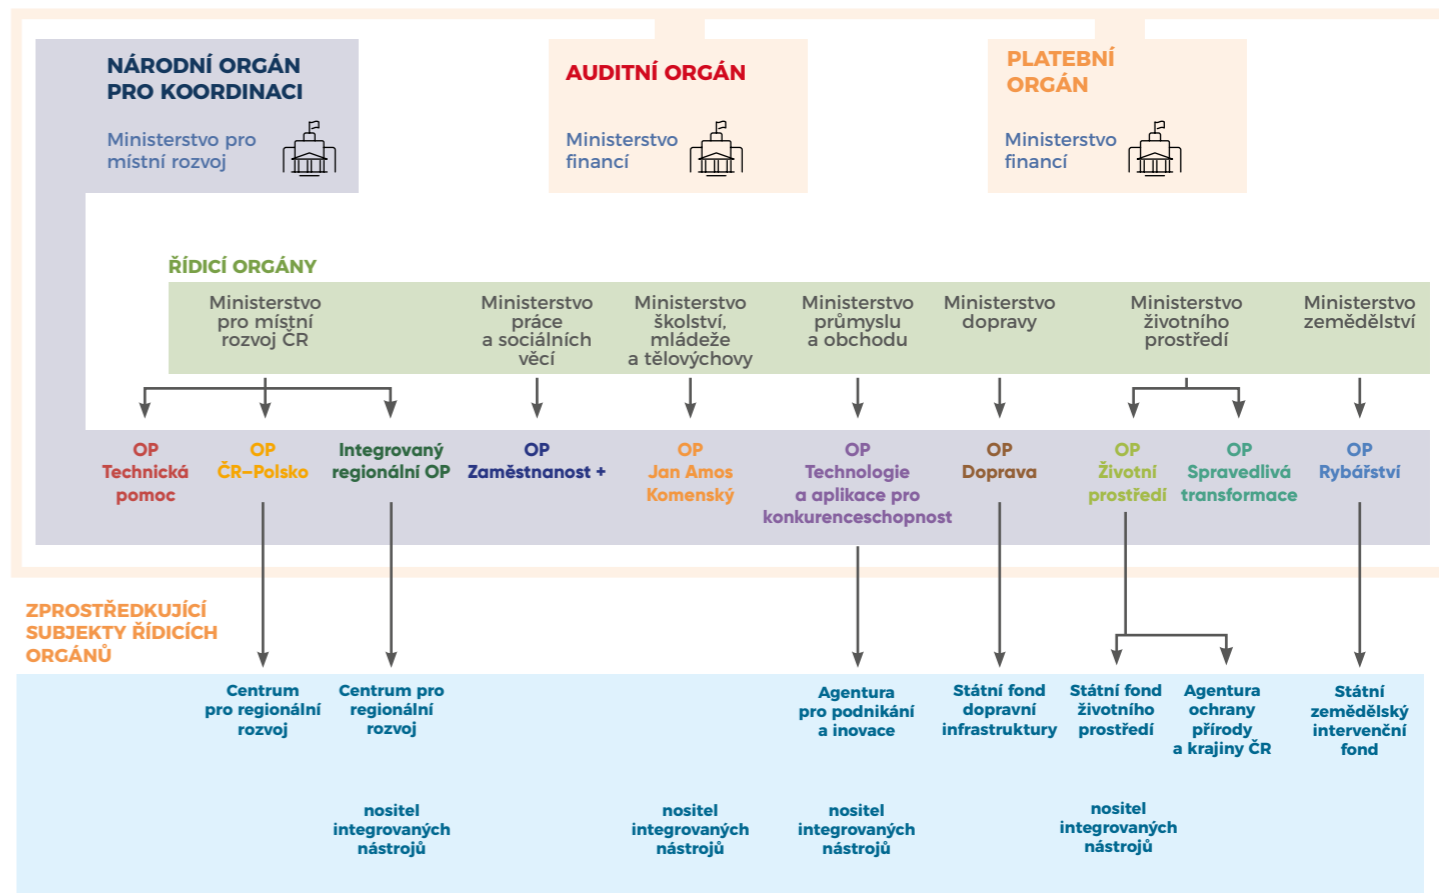 NÁRODNÍ ORGÁN
PRO KOORDINACI
Ministerstvo pro
místní rozvoj
AUDITNÍ ORGÁN
Ministerstvo
financí
PLATEBNÍ
ORGÁN
Ministerstvo
financí
ŘÍDICÍ ORGÁNY
Ministerstvo
pro místní
rozvoj ČR
Ministerstvo
práce
a sociálních
věcí
Ministerstvo
školství,
mládeže
a tělovýchovy
Ministerstvo
průmyslu
a obchodu
Ministerstvo
dopravy
Ministerstvo
životního
prostředí
Ministerstvo
zemědělství
OP
Technická
pomoc
OP
ČR–Polsko
Integrovaný
regionální OP
OP
Zaměstnanost +
OP
Jan Amos
Komenský
OP
Technologie
a aplikace pro
konkurenceschopnost
OP
Doprava
OP
Životní
prostředí
OP
Spravedlivá
transformace
OP
Rybářství
ZPROSTŘEDKUJÍCÍ
SUBJEKTY ŘÍDICÍCH
ORGÁNŮ
Centrum
pro regionální
rozvoj
Centrum pro
regionální
rozvoj
Agentura
pro podnikání
a inovace
Státní fond
dopravní
infrastruktury
Státní fond
životního
prostředí
Agentura
ochrany
přírody
a krajiny ČR
Státní
zemědělský
intervenční
fond
nositel
integrovaných
nástrojů
nositel
integrovaných
nástrojů
nositel
integrovaných
nástrojů
nositel
integrovaných
nástrojů